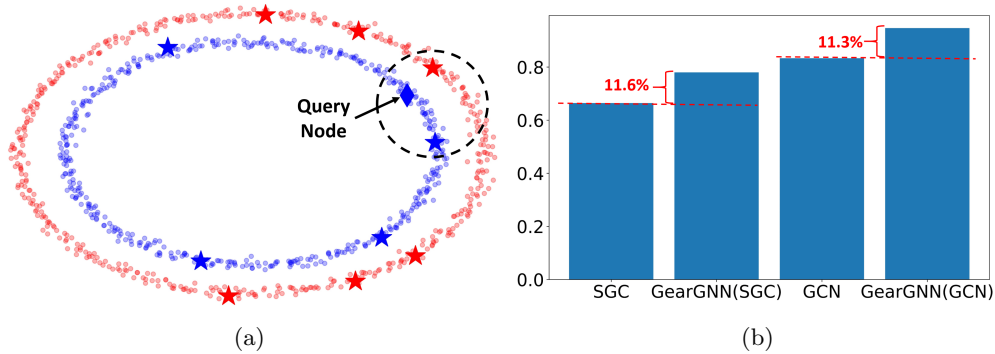 Query
Node
(a)
0.8
0.6
0.4
0.2
0.0
11.6%
11.3%
SGC
GearGNN(SGC)
GCN
GearGNN(GCN)
(b)